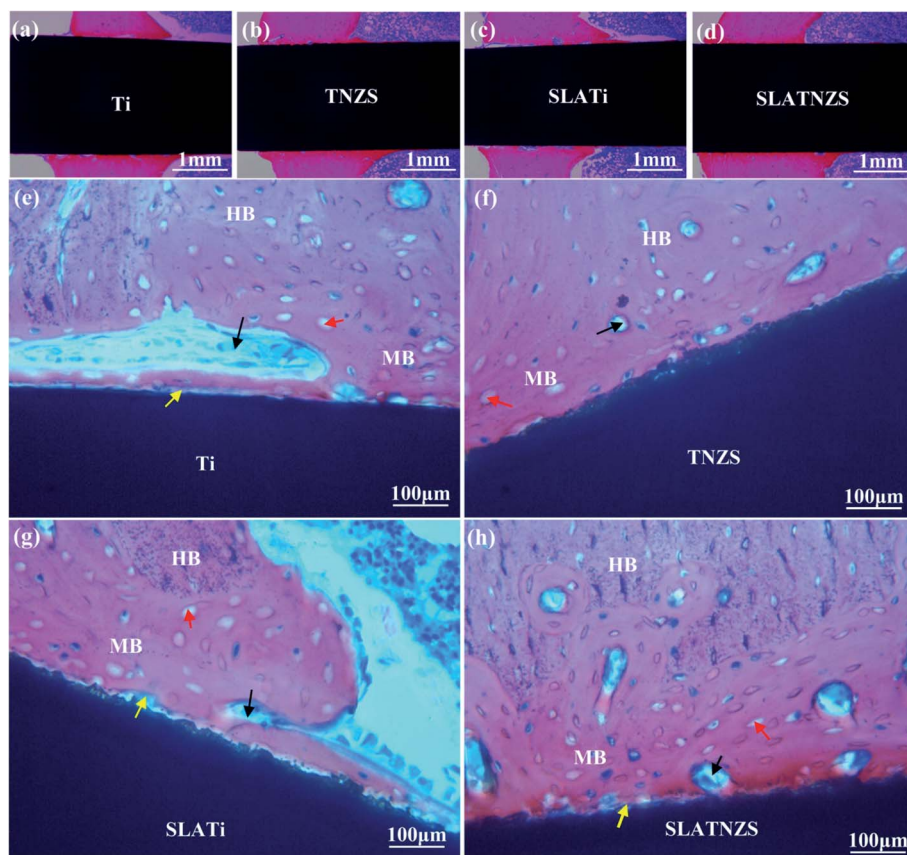 (a)
Ti
1mm
(b)
TNZS
1mm
(c)
SLATi
1mm
(d)
SLATNZS
1mm
(e)
HB
MB
Ti
100μm
(f)
HB
MB
TNZS
100μm
(g)
HB
MB
SLATi
100μm
(h)
HB
MB
SLATNZS
100μm